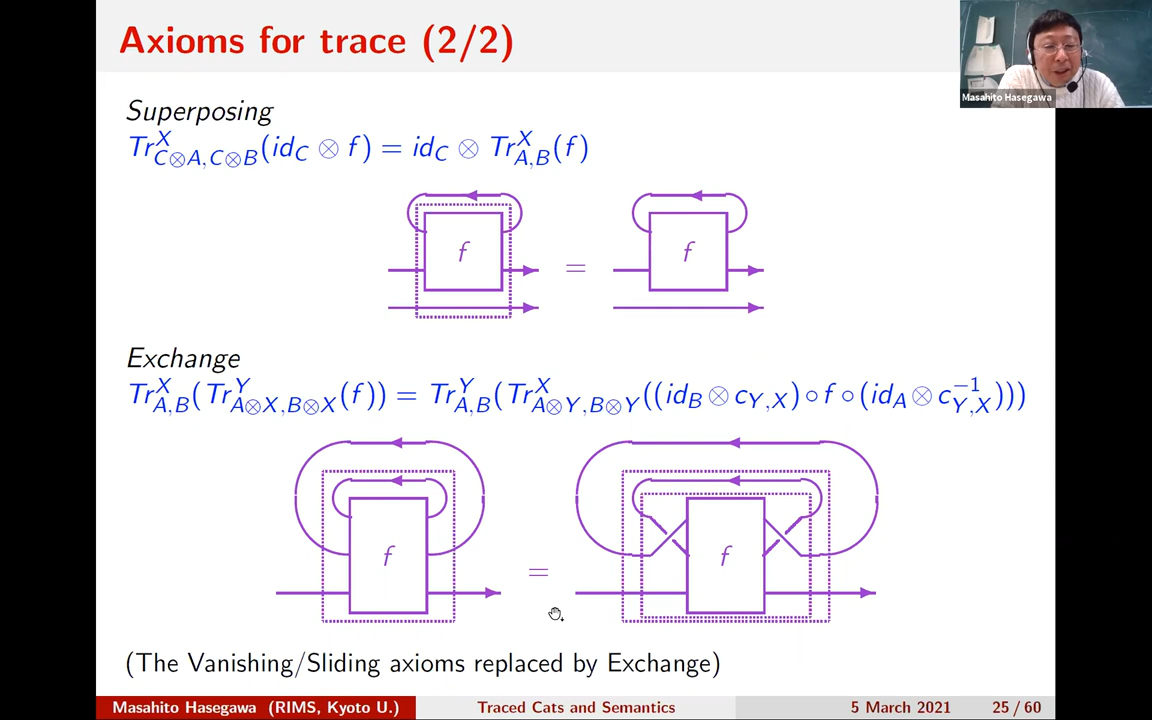 Axioms for trace (2/2)
Masahito Hasegawa
Superposing
Tr^X_{C⊗A,C⊗B}(id_C ⊗ f) = id_C ⊗ Tr^X_{A,B}(f)
f = f
Exchange
Tr^X_{A,B}(Tr^Y_{A⊗X,B⊗X}(f)) = Tr^Y_{A,B}(Tr^X_{A⊗Y,B⊗Y}((id_B ⊗ c_{Y,X}) ∘ f ∘ (id_A ⊗ c^{-1}_{Y,X})))
f = f
(The Vanishing/Sliding axioms replaced by Exchange)
Masahito Hasegawa (RIMS, Kyoto U.) Traced Cats and Semantics 5 March 2021 25 / 60